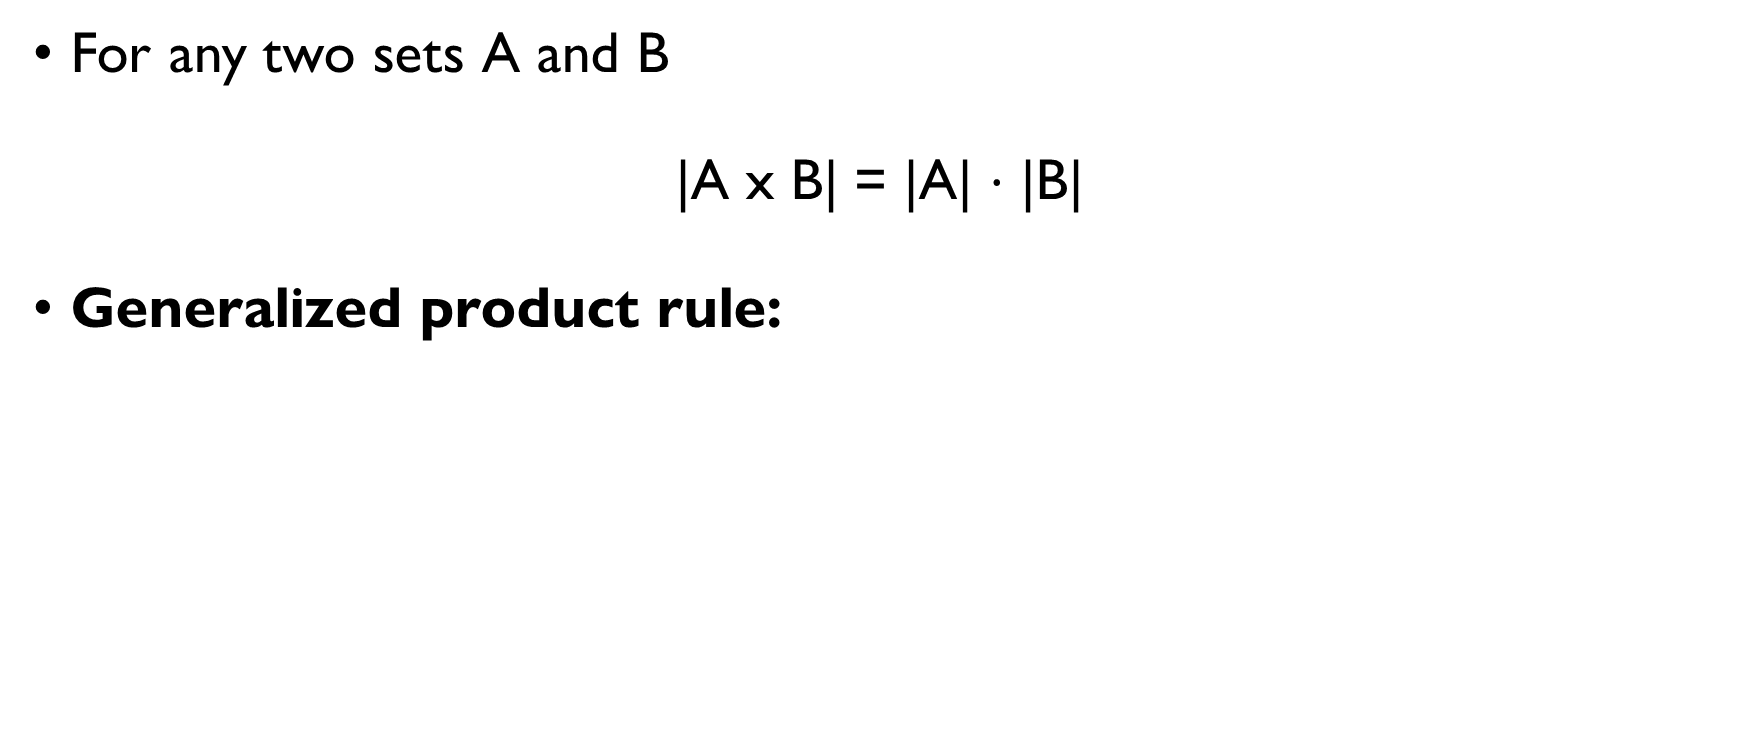 • For any two sets A and B
|A x B| = |A| · |B|
• Generalized product rule: